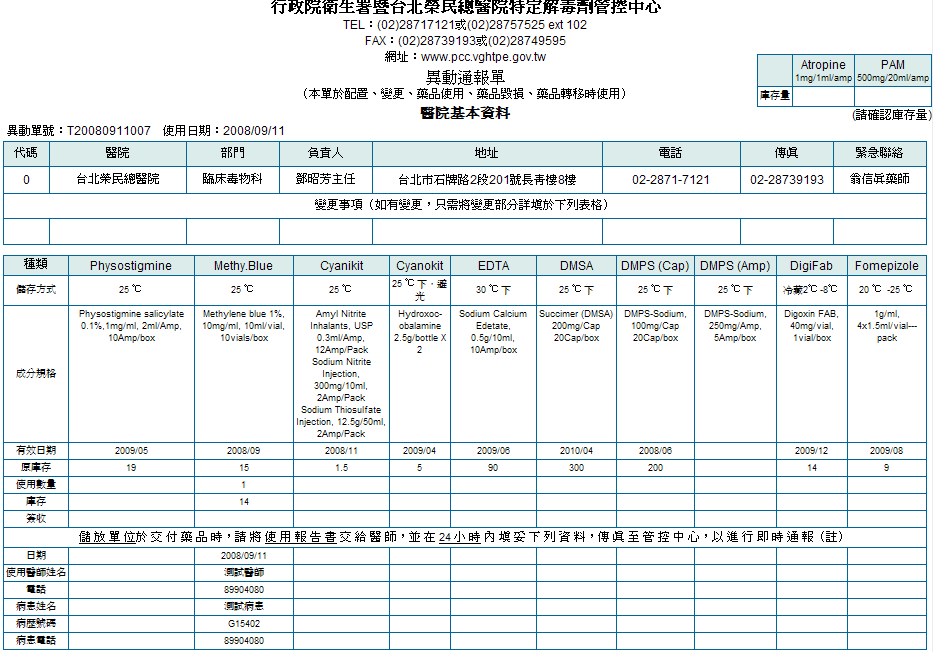 行政院衛生署暨台北榮民總醫院特定解毒劑管控中心
TEL：(02)28717121或(02)28757525 ext 102
FAX：(02)28739193或(02)28749595
網址：www.pcc.vghtpe.gov.tw
異動通報單
（本單於配置、變更、藥品使用、藥品毀損、藥品轉移時使用）
醫院基本資料
Atropine 1mg/1ml/amp PAM 500mg/20ml/amp
庫存量
(請確認庫存量)
異動單號：T20080911007 使用日期：2008/09/11
代碼 醫院 部門 負責人 地址 電話 傳真 緊急聯絡
0 台北榮民總醫院 臨床毒物科 鄧昭芳主任 台北市石牌路2段201號長青樓8樓 02-2871-7121 02-28739193 翁信兵藥師
變更事項（如有變更，只需將變更部分詳填於下列表格）
種類 Physostigmine Methy.Blue Cyanikit Cyanokit EDTA DMSA DMPS (Cap) DMPS (Amp) DigiFab Fomepizole
儲存方式 25 ℃ 25 ℃ 25 ℃ 25 ℃下，避光 30 ℃下 25 ℃下 25 ℃下 25 ℃下 冷藏2℃ -8℃ 20 ℃ -25 ℃
成分規格
Physostigmine salicylate
0.1%,1mg/ml, 2ml/Amp,
10Amp/box
Methylene blue 1%,
10mg/ml, 10ml/vial,
10vials/box
Amyl Nitrite
Inhalants, USP
0.3ml/Amp,
12Amp/Pack
Sodium Nitrite
Injection,
300mg/10ml,
2Amp/Pack
Sodium Thiosulfate
Injection, 12.5g/50ml,
2Amp/Pack
Hydroxoc-
obalamine
2.5g/bottle X
2
Sodium Calcium
Edetate,
0.5g/10ml,
10Amp/box
Succimer (DMSA)
200mg/Cap
20Cap/box
DMPS-Sodium,
100mg/Cap
20Cap/box
DMPS-Sodium,
250mg/Amp,
5Amp/box
Digoxin FAB,
40mg/vial,
1vial/box
1g/ml,
4x1.5ml/vial---
pack
有效日期 2009/05 2008/09 2008/11 2009/04 2009/06 2010/04 2008/06 2009/12 2009/08
原庫存 19 15 1.5 5 90 300 200 14 9
使用數量 1
庫存 14
簽收
儲放單位於交付藥品時，請將使用報告書交給醫師，並在24小時內填妥下列資料，傳真至管控中心，以進行即時通報（註）
日期 2008/09/11
使用醫師姓名 測試醫師
電話 89904080
病患姓名 測試病患
病歷號碼 G15402
病患電話 89904080